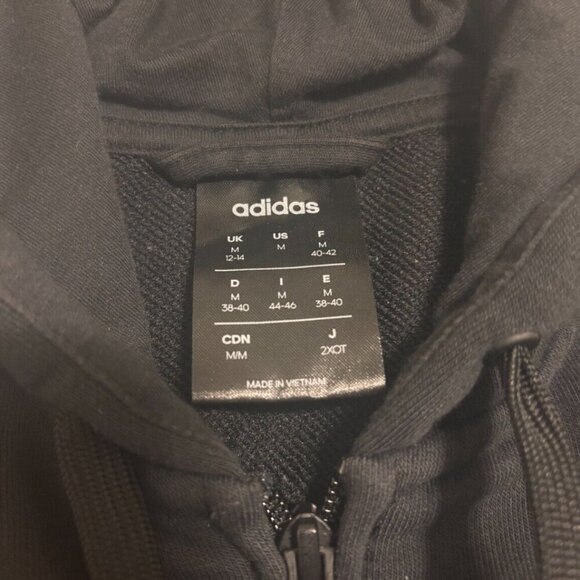 adidas
UK US F
M M M
12-14 40-42
D I E
M M M
38-40 44-46 38-40
CDN J
M/M 2XOT
MADE IN VIETNAM